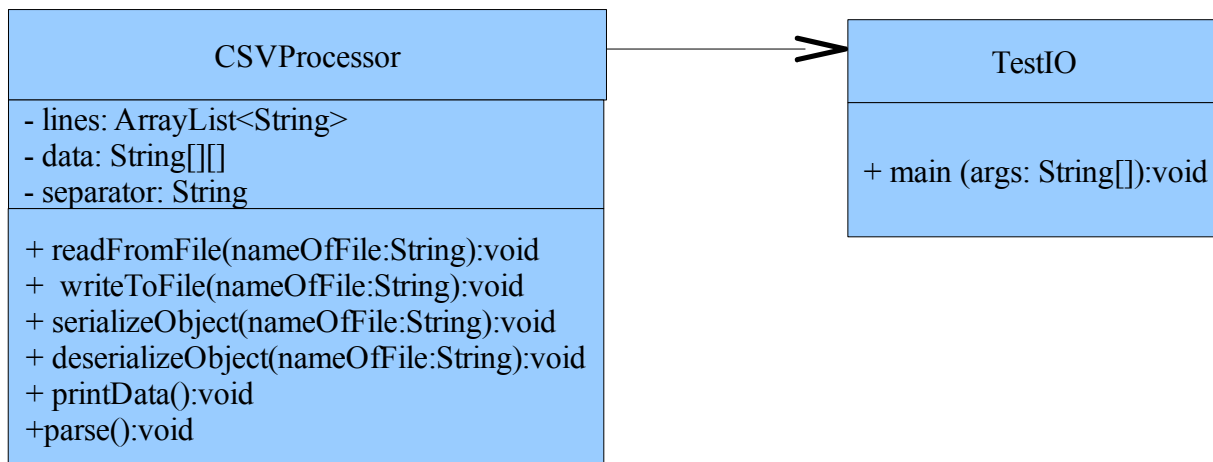 CSVProcessor
- lines: ArrayList<String>
- data: String[][]
- separator: String
+ readFromFile(nameOfFile:String):void
+  writeToFile(nameOfFile:String):void
+ serializeObject(nameOfFile:String):void
+ deserializeObject(nameOfFile:String):void
+ printData():void
+parse():void
TestIO
+ main (args: String[]):void